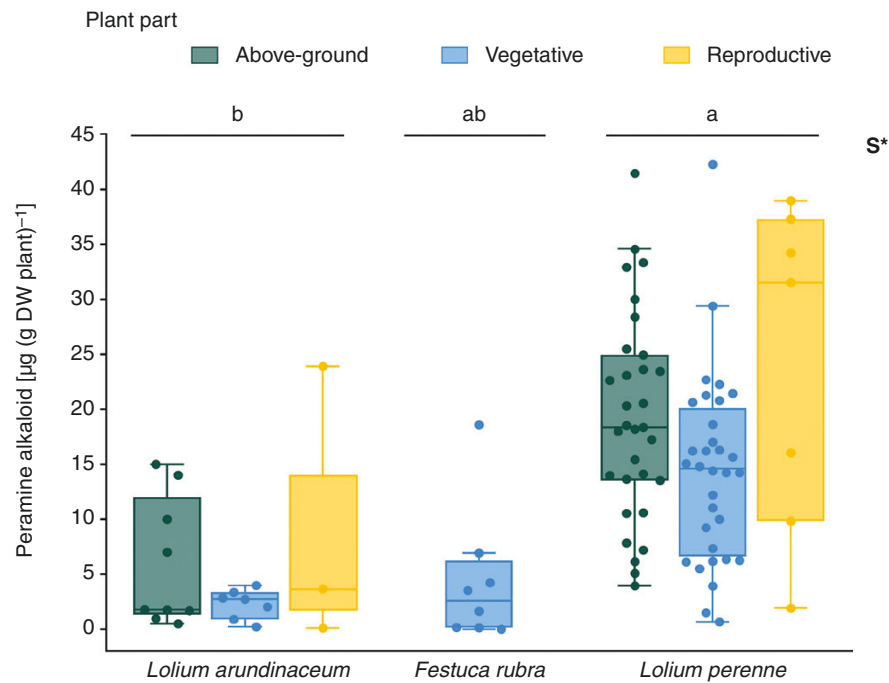 Plant part
Above-ground Vegetative Reproductive
b ab a
S*
45
40
35
30
25
20
15
10
5
0
Peramine alkaloid [µg (g DW plant)⁻¹]
Lolium arundinaceum Festuca rubra Lolium perenne